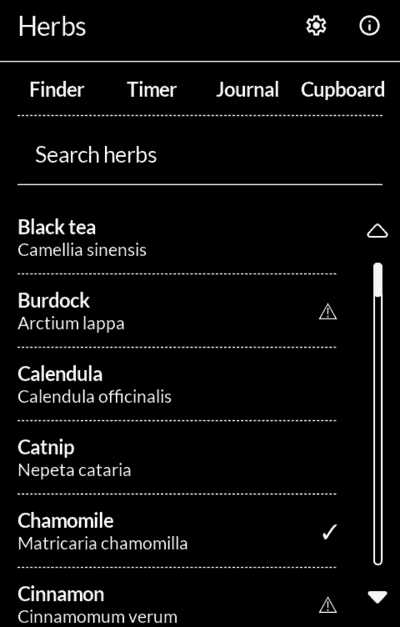 Herbs
Finder Timer Journal Cupboard
Search herbs
Black tea
Camellia sinensis
Burdock
Arctium lappa
Calendula
Calendula officinalis
Catnip
Nepeta cataria
Chamomile
Matricaria chamomilla
Cinnamon
Cinnamomum verum